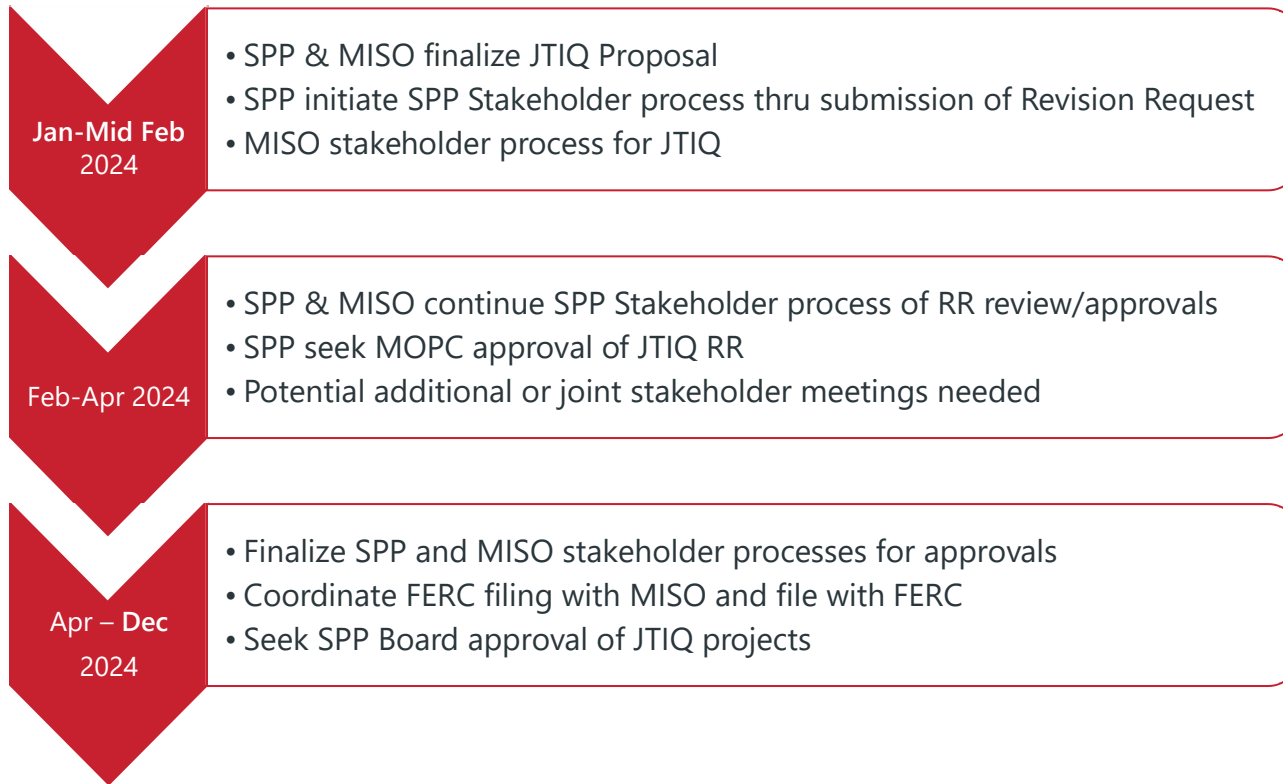 Jan-Mid Feb
2024
• SPP & MISO finalize JTIQ Proposal
• SPP initiate SPP Stakeholder process thru submission of Revision Request
• MISO stakeholder process for JTIQ
Feb-Apr 2024
• SPP & MISO continue SPP Stakeholder process of RR review/approvals
• SPP seek MOPC approval of JTIQ RR
• Potential additional or joint stakeholder meetings needed
Apr – Dec
2024
• Finalize SPP and MISO stakeholder processes for approvals
• Coordinate FERC filing with MISO and file with FERC
• Seek SPP Board approval of JTIQ projects